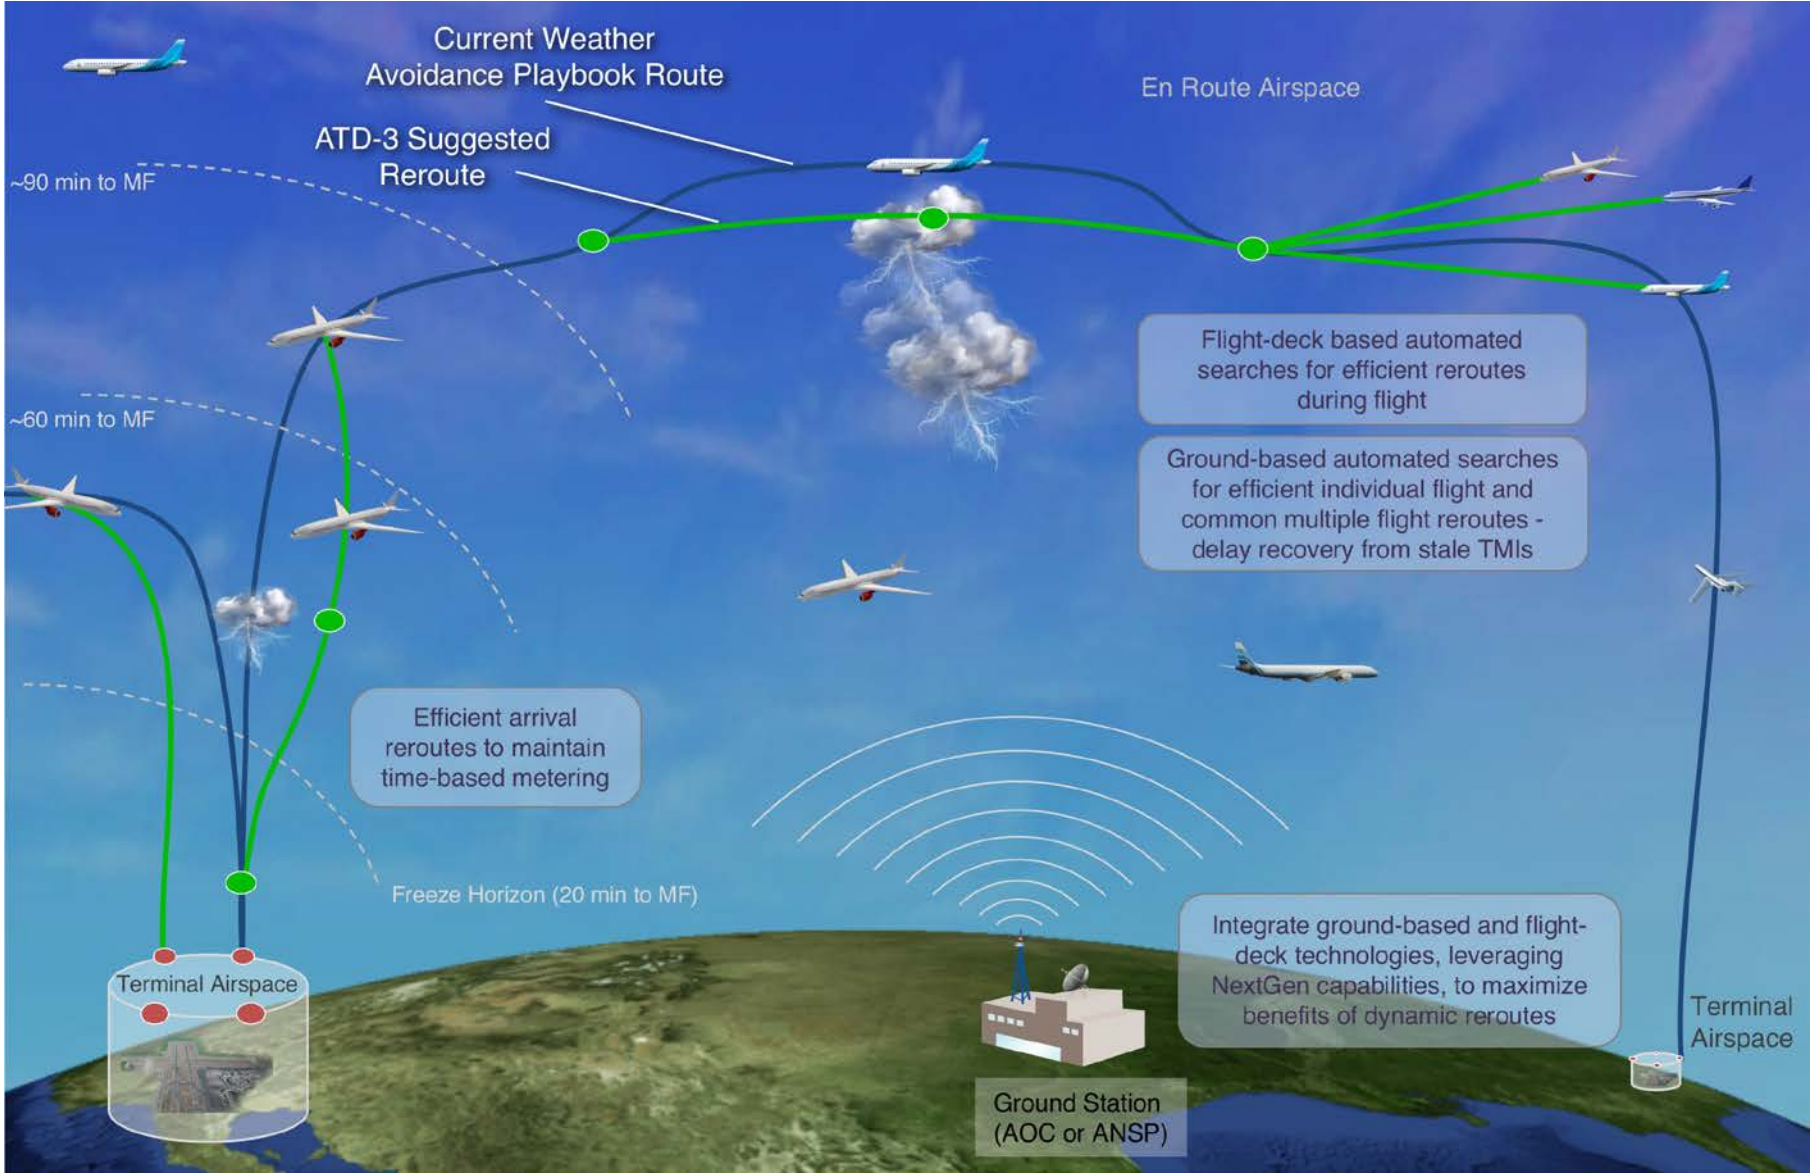 Current Weather
Avoidance Playbook Route
En Route Airspace
ATD-3 Suggested
Reroute
~90 min to MF
~60 min to MF
Flight-deck based automated
searches for efficient reroutes
during flight
Ground-based automated searches
for efficient individual flight and
common multiple flight reroutes -
delay recovery from stale TMIs
Efficient arrival
reroutes to maintain
time-based metering
Freeze Horizon (20 min to MF)
Terminal Airspace
Integrate ground-based and flight-
deck technologies, leveraging
NextGen capabilities, to maximize
benefits of dynamic reroutes
Terminal
Airspace
Ground Station
(AOC or ANSP)